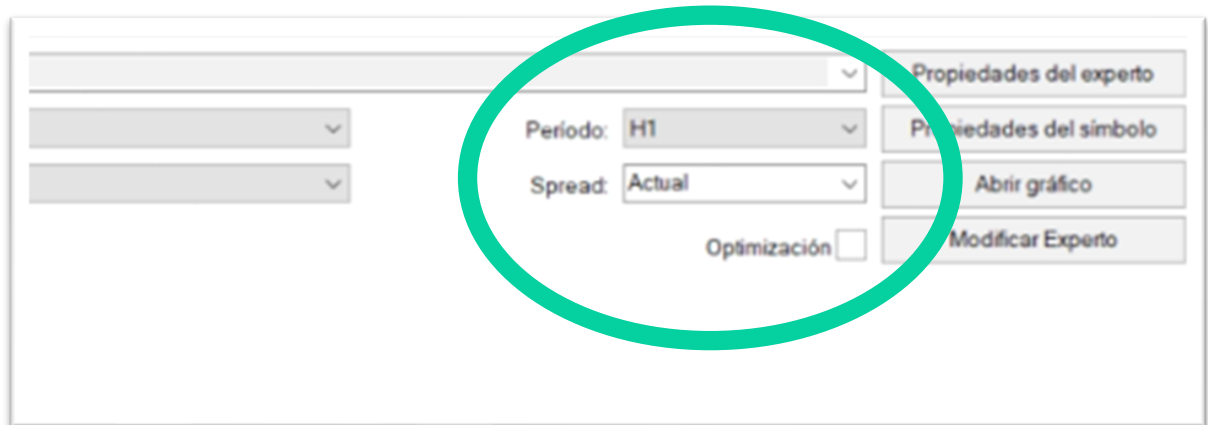 Propiedades del experto
Período: H1
Propiedades del símbolo
Spread: Actual
Abrir gráfico
Optimización
Modificar Experto